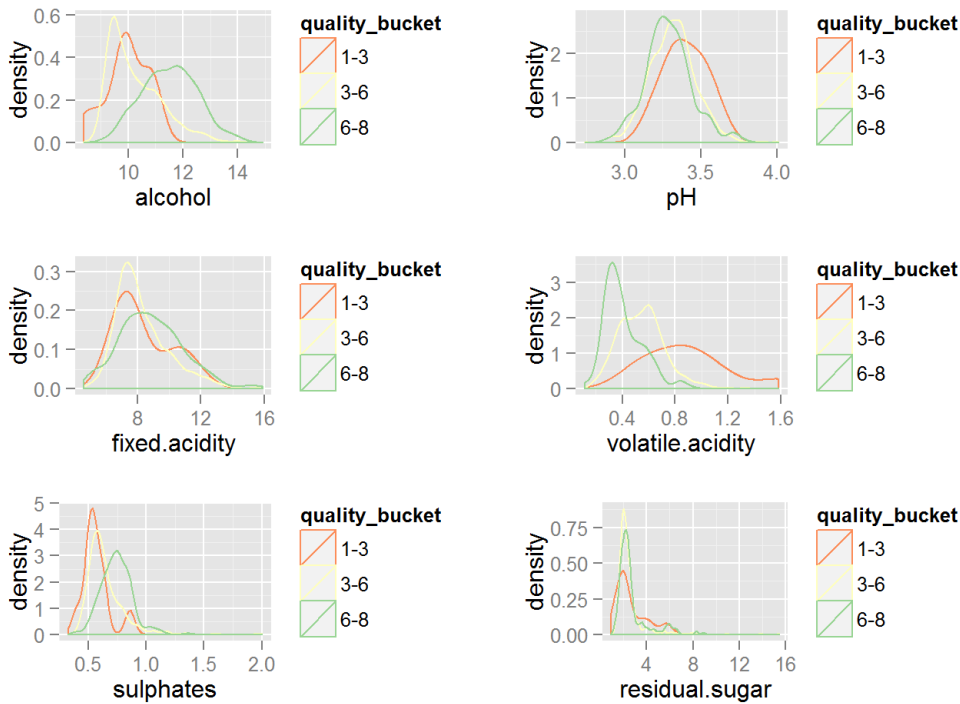 quality_bucket
0.6
0.4
0.2
0.0
density
10 12 14
alcohol
1-3
3-6
6-8
quality_bucket
2
1
0
density
3.0 3.5 4.0
pH
1-3
3-6
6-8
quality_bucket
0.3
0.2
0.1
0.0
density
8 12 16
fixed.acidity
1-3
3-6
6-8
quality_bucket
3
2
1
0
density
0.4 0.8 1.2 1.6
volatile.acidity
1-3
3-6
6-8
quality_bucket
5
4
3
2
1
0
density
0.5 1.0 1.5 2.0
sulphates
1-3
3-6
6-8
quality_bucket
0.75
0.50
0.25
0.00
density
4 8 12 16
residual.sugar
1-3
3-6
6-8